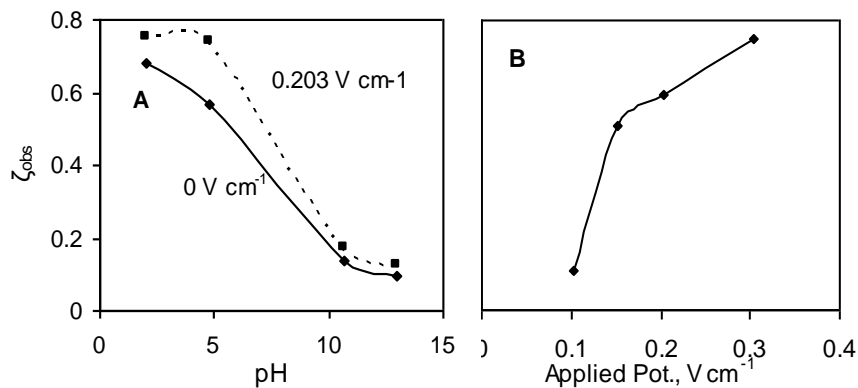 0.8
0.6
0.4
0.2
0
ζobs
A
0.203 V cm-1
0 V cm-1
0 5 10 15
pH
B
0 0.1 0.2 0.3 0.4
Applied Pot., V cm-1